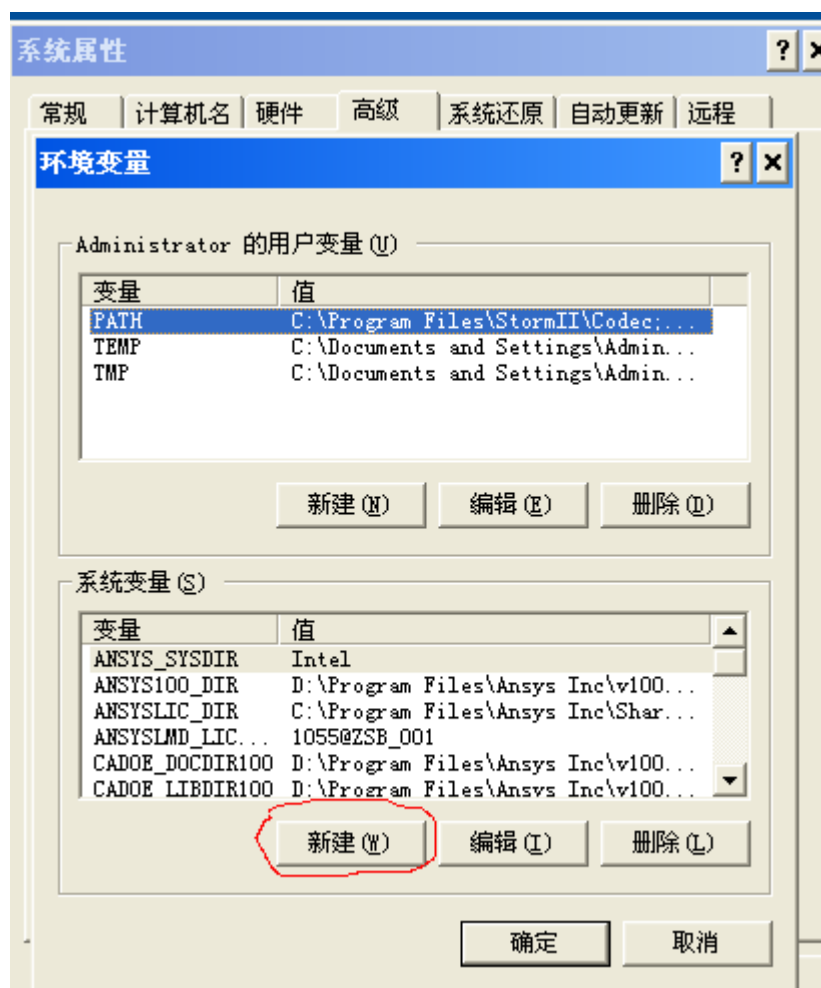 系统属性
常规 计算机名 硬件 高级 系统还原 自动更新 远程
环境变量
Administrator 的用户变量(U)
变量 值
PATH C:\Program Files\StormII\Codec;...
TEMP C:\Documents and Settings\Admin...
TMP C:\Documents and Settings\Admin...
新建(N) 编辑(E) 删除(D)
系统变量(S)
变量 值
ANSYS_SYSDIR Intel
ANSYS100_DIR D:\Program Files\Ansys Inc\v100...
ANSYSLIC_DIR C:\Program Files\Ansys Inc\Shar...
ANSYSLMD_LIC... 1055@ZSB_001
CADOE_DOCDIR100 D:\Program Files\Ansys Inc\v100...
CADOE_LIBDIR100 D:\Program Files\Ansys Inc\v100...
新建(W) 编辑(I) 删除(L)
确定 取消